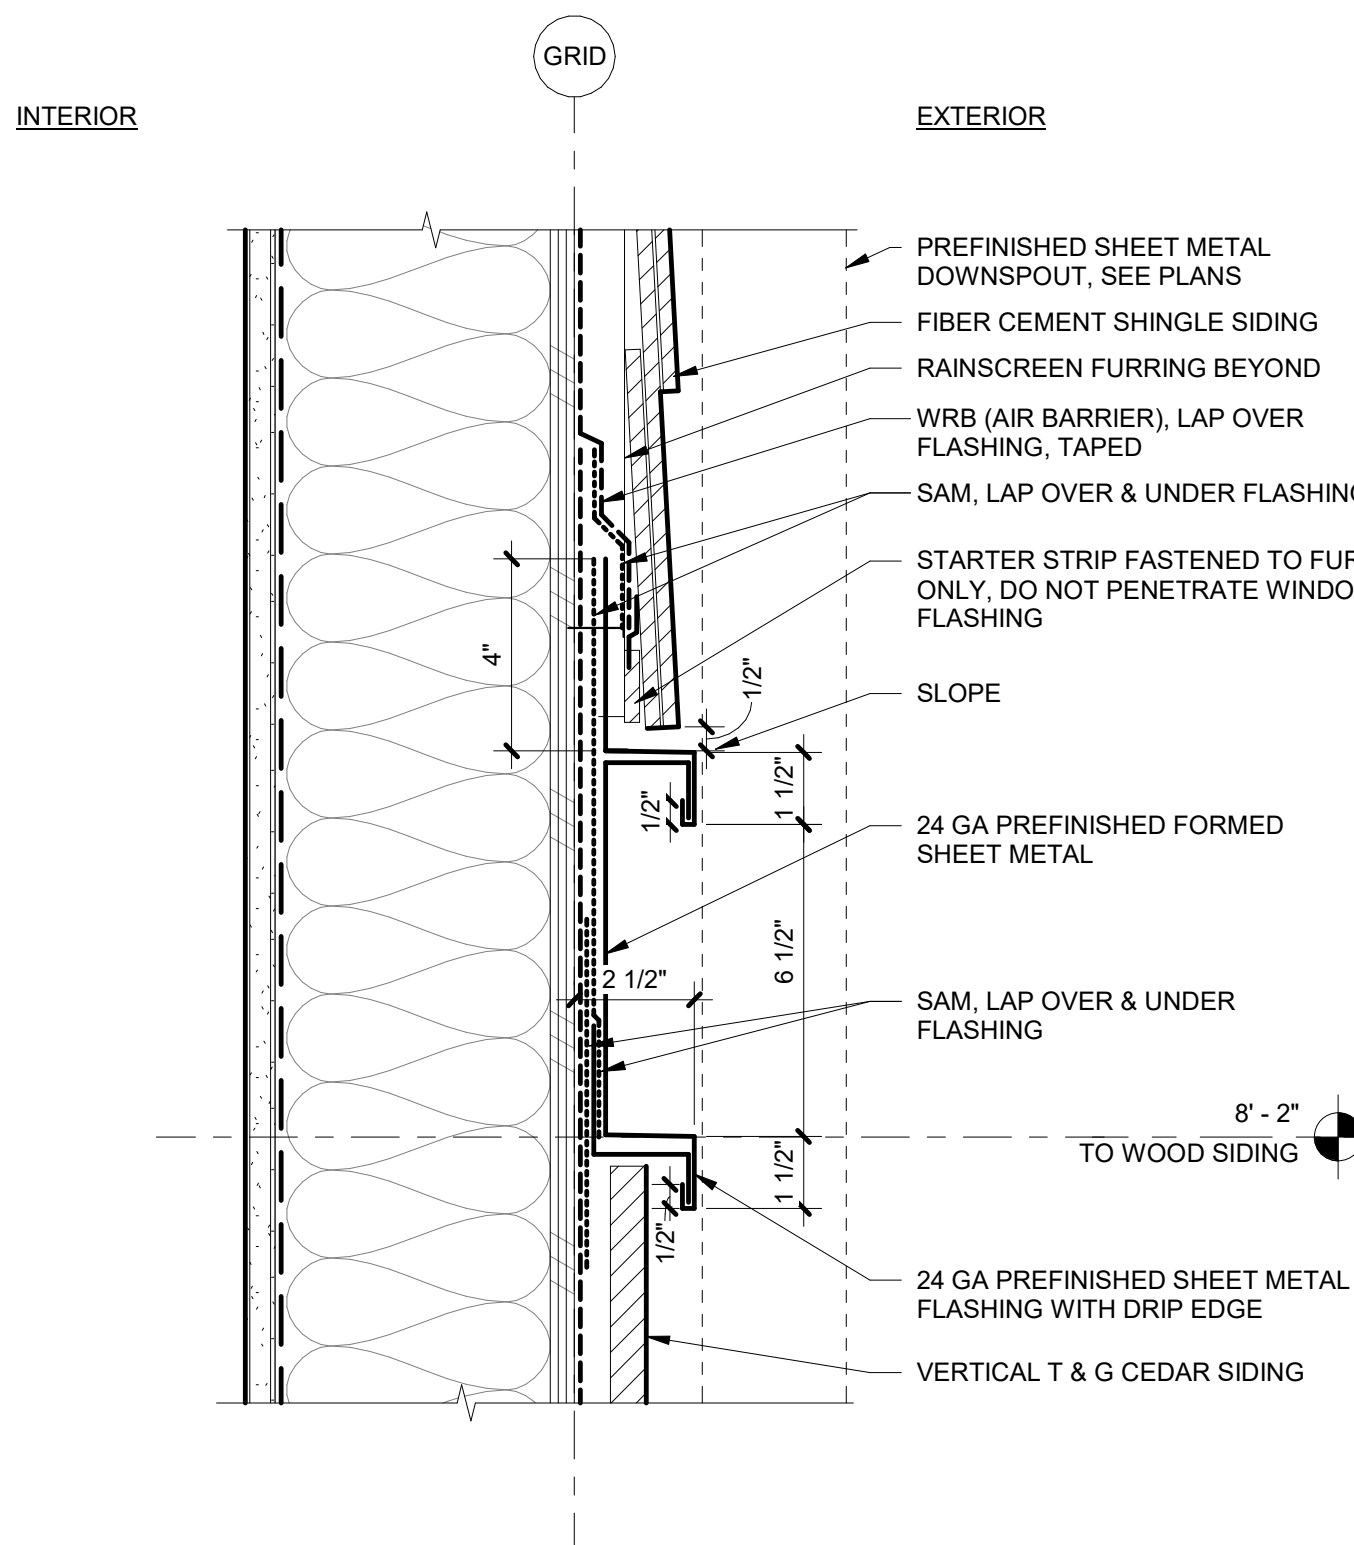 GRID
INTERIOR
EXTERIOR
PREFINISHED SHEET METAL
DOWNSPOUT, SEE PLANS
FIBER CEMENT SHINGLE SIDING
RAINSCREEN FURRING BEYOND
WRB (AIR BARRIER), LAP OVER
FLASHING, TAPED
SAM, LAP OVER & UNDER FLASHING
STARTER STRIP FASTENED TO FUR
ONLY, DO NOT PENETRATE WINDO
FLASHING
4"
1/2"
SLOPE
1 1/2"
1/2"
24 GA PREFINISHED FORMED
SHEET METAL
6 1/2"
2 1/2"
SAM, LAP OVER & UNDER
FLASHING
8' - 2"
TO WOOD SIDING
1 1/2"
1/2"
24 GA PREFINISHED SHEET METAL
FLASHING WITH DRIP EDGE
VERTICAL T & G CEDAR SIDING